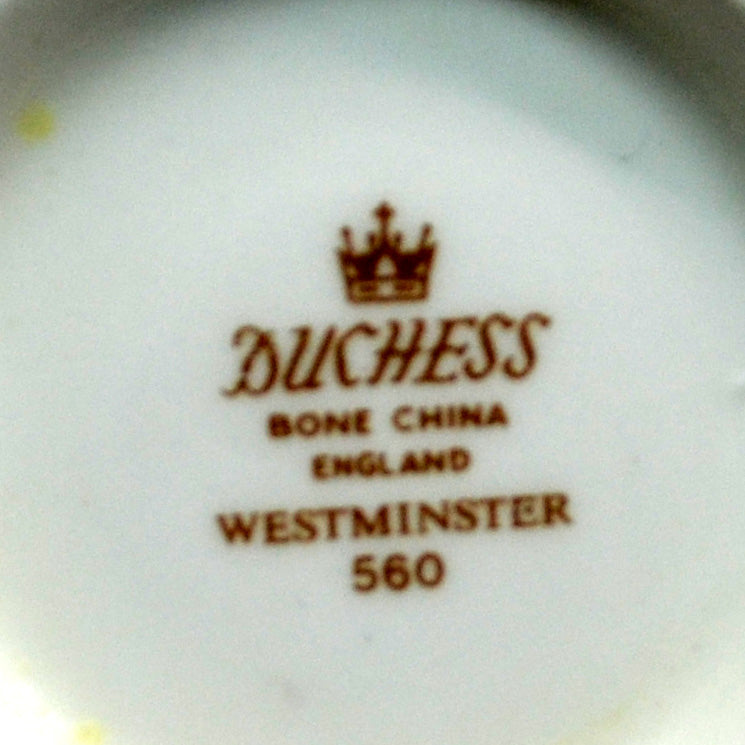 DUCHESS
BONE CHINA
ENGLAND
WESTMINSTER
560